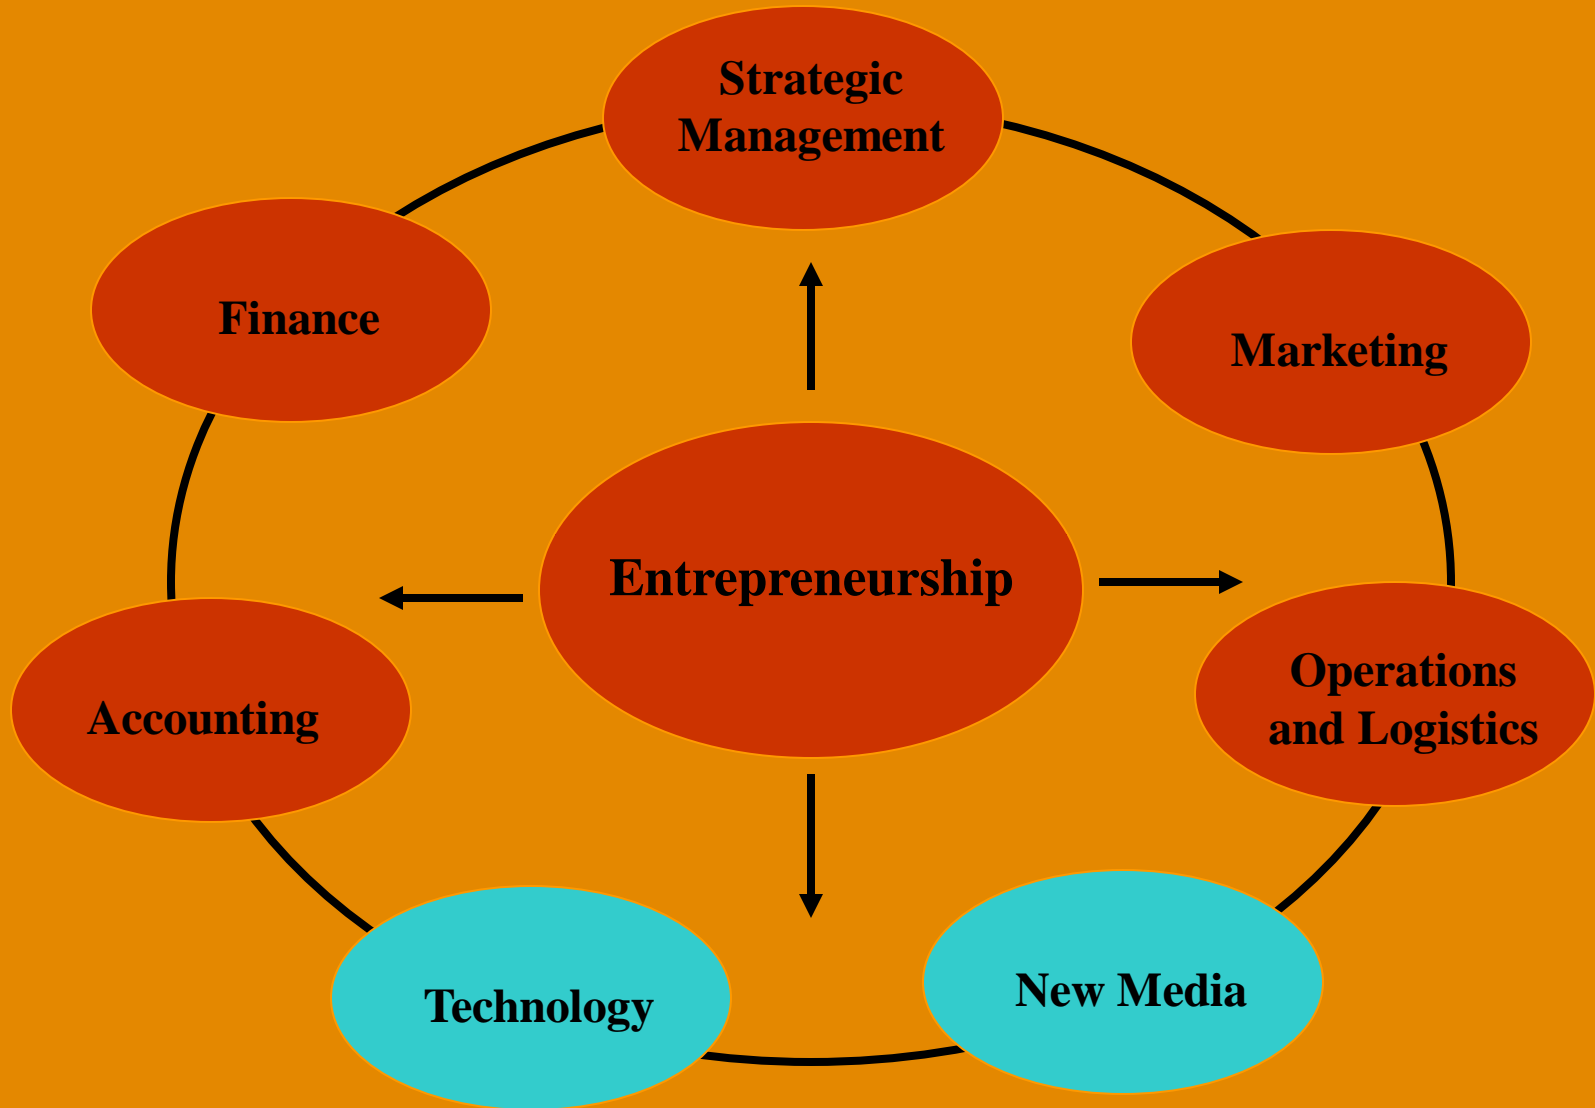 Strategic
Management
Finance
Marketing
Entrepreneurship
Operations
and Logistics
Accounting
New Media
Technology